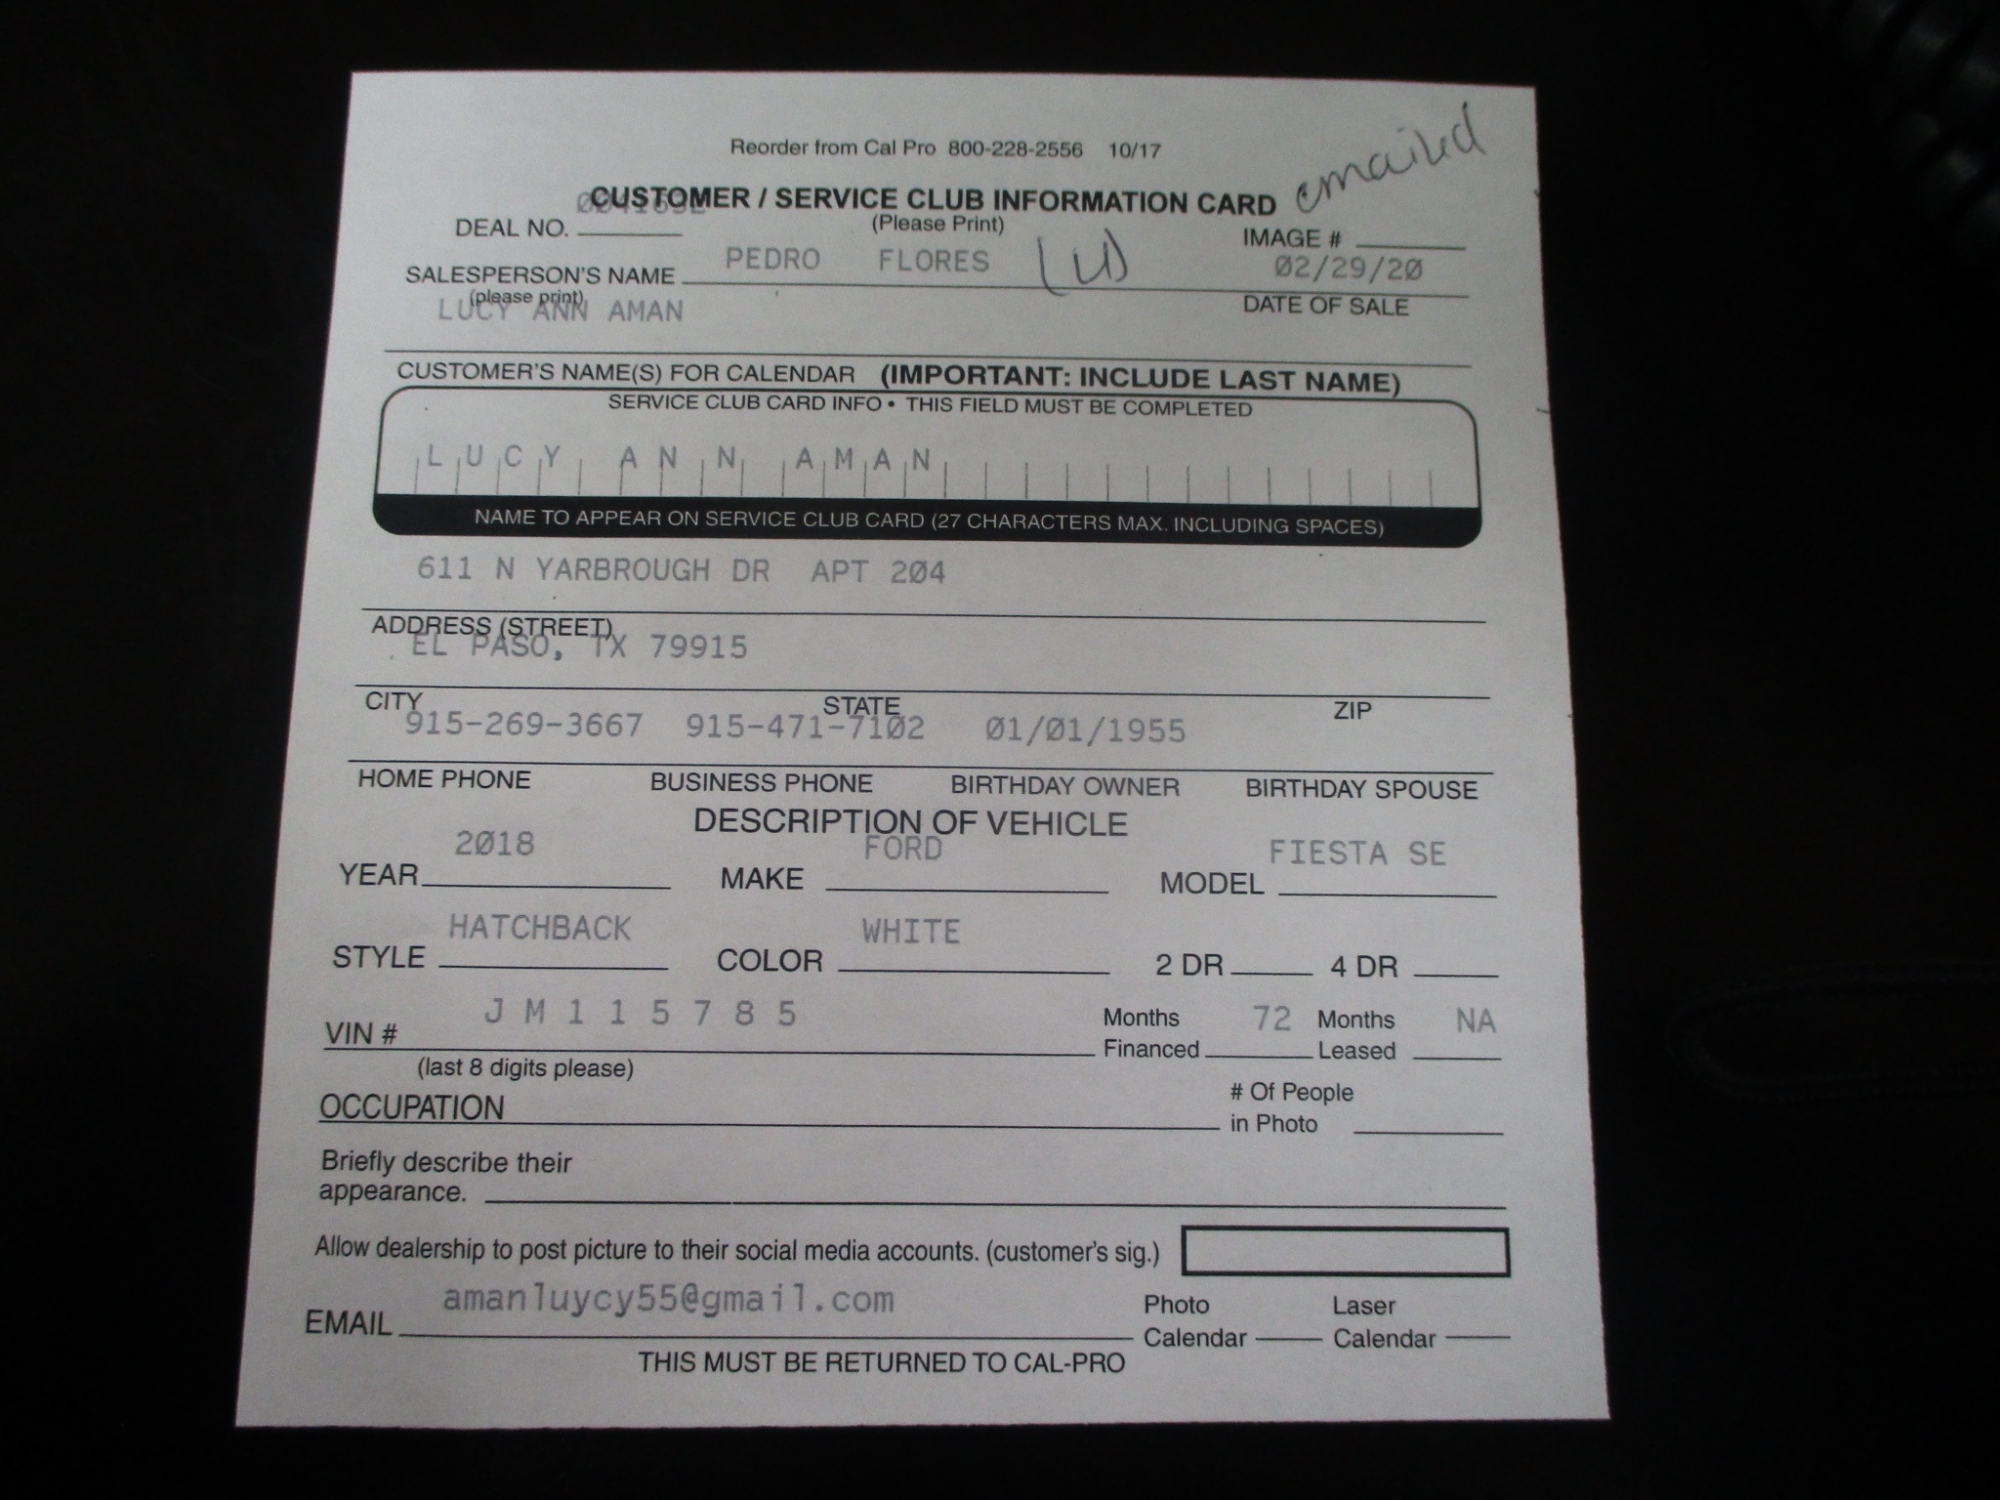 Reorder from Cal Pro 800-228-2556 10/17
emailed
CUSTOMER / SERVICE CLUB INFORMATION CARD
DEAL NO. (Please Print) IMAGE #
SALESPERSON'S NAME PEDRO FLORES (U) 02/29/20
(please print) DATE OF SALE
LUCY ANN AMAN
CUSTOMER'S NAME(S) FOR CALENDAR (IMPORTANT: INCLUDE LAST NAME)
SERVICE CLUB CARD INFO • THIS FIELD MUST BE COMPLETED
LUCY ANN AMAN
NAME TO APPEAR ON SERVICE CLUB CARD (27 CHARACTERS MAX. INCLUDING SPACES)
611 N YARBROUGH DR APT 204
ADDRESS (STREET)
EL PASO, TX 79915
CITY STATE ZIP
915-269-3667 915-471-7102 01/01/1955
HOME PHONE BUSINESS PHONE BIRTHDAY OWNER BIRTHDAY SPOUSE
DESCRIPTION OF VEHICLE
YEAR 2018 MAKE FORD MODEL FIESTA SE
STYLE HATCHBACK COLOR WHITE 2 DR 4 DR
VIN # JM115785 Months Financed 72 Months Leased NA
(last 8 digits please)
OCCUPATION # Of People in Photo
Briefly describe their
appearance.
Allow dealership to post picture to their social media accounts. (customer's sig.)
EMAIL amanluycy55@gmail.com Photo Calendar Laser Calendar
THIS MUST BE RETURNED TO CAL-PRO